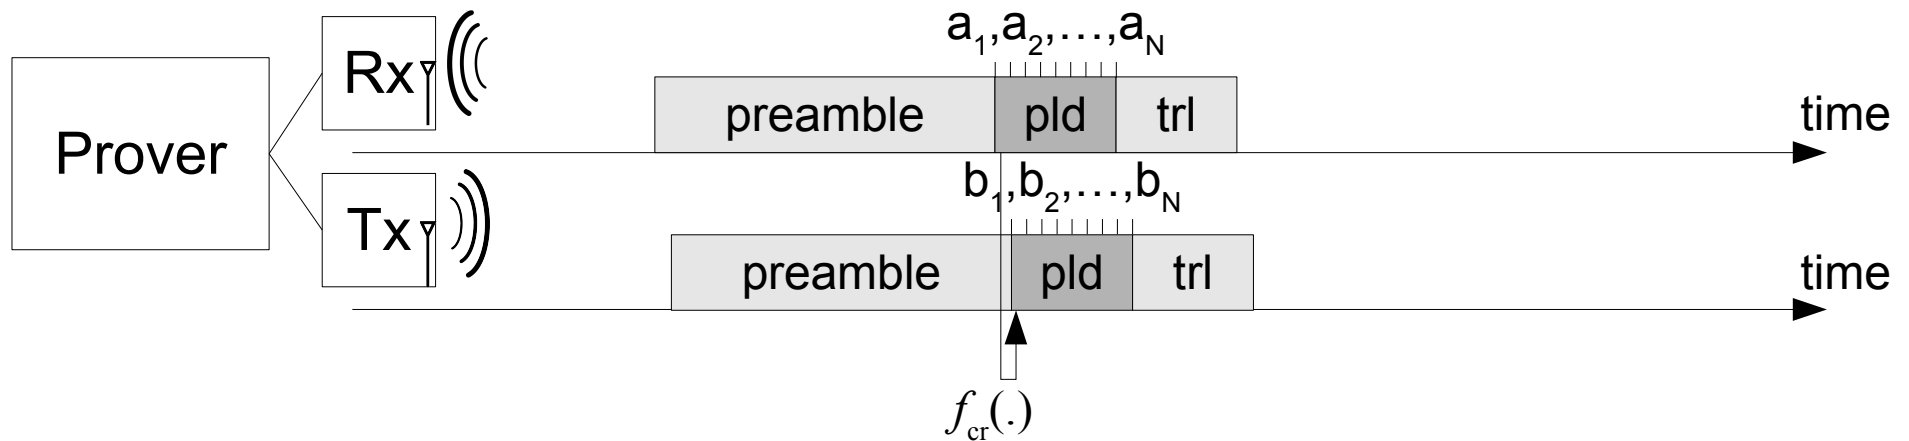 a1,a2,…,aN
Rx
preamble pld trl time
Prover
b1,b2,…,bN
Tx
preamble pld trl time
fcr(.)